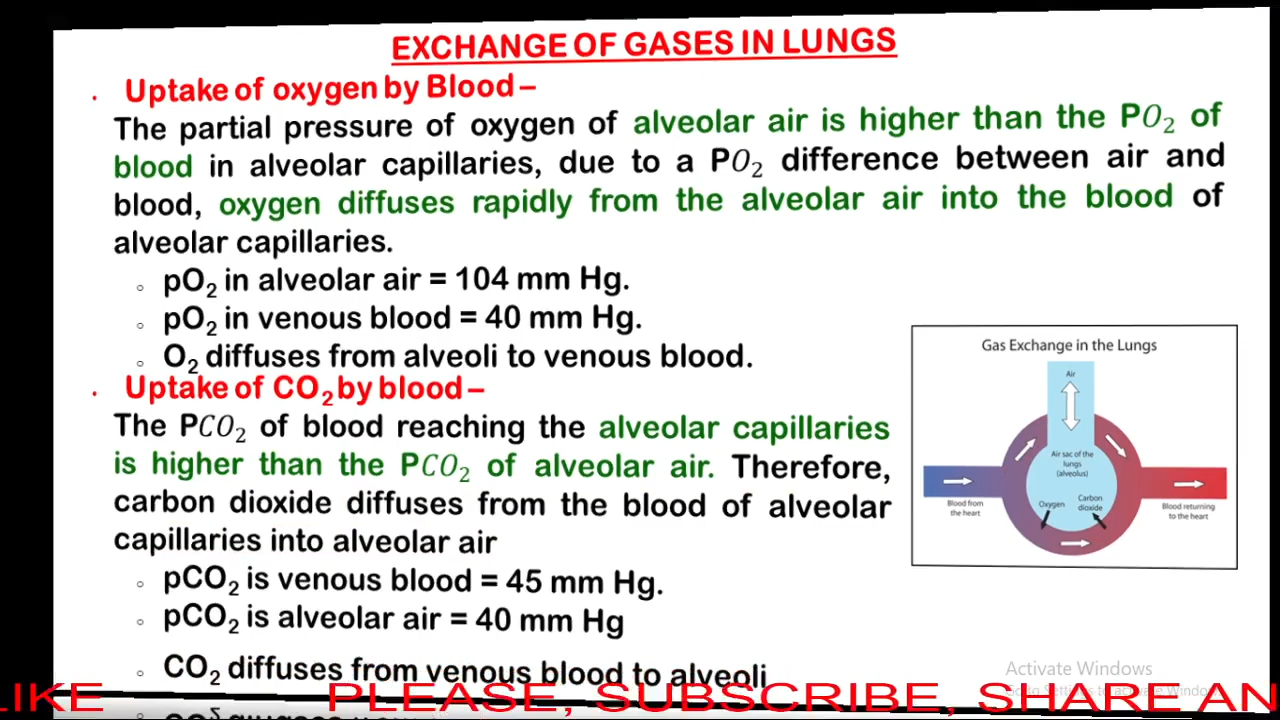 EXCHANGE OF GASES IN LUNGS
. Uptake of oxygen by Blood –
The partial pressure of oxygen of alveolar air is higher than the PO₂ of
blood in alveolar capillaries, due to a PO₂ difference between air and
blood, oxygen diffuses rapidly from the alveolar air into the blood of
alveolar capillaries.
◦ pO₂ in alveolar air = 104 mm Hg.
◦ pO₂ in venous blood = 40 mm Hg.
◦ O₂ diffuses from alveoli to venous blood.
. Uptake of CO₂ by blood –
The PCO₂ of blood reaching the alveolar capillaries
is higher than the PCO₂ of alveolar air. Therefore,
carbon dioxide diffuses from the blood of alveolar
capillaries into alveolar air
◦ pCO₂ is venous blood = 45 mm Hg.
◦ pCO₂ is alveolar air = 40 mm Hg
◦ CO₂ diffuses from venous blood to alveoli
Gas Exchange in the Lungs
Air
Air sac of the
lungs
(alveolus)
Oxygen
Carbon
dioxide
Blood from
the heart
Blood returning
to the heart
Activate Windows
Go to Settings to activate Windows
LIKE PLEASE, SUBSCRIBE, SHARE AN